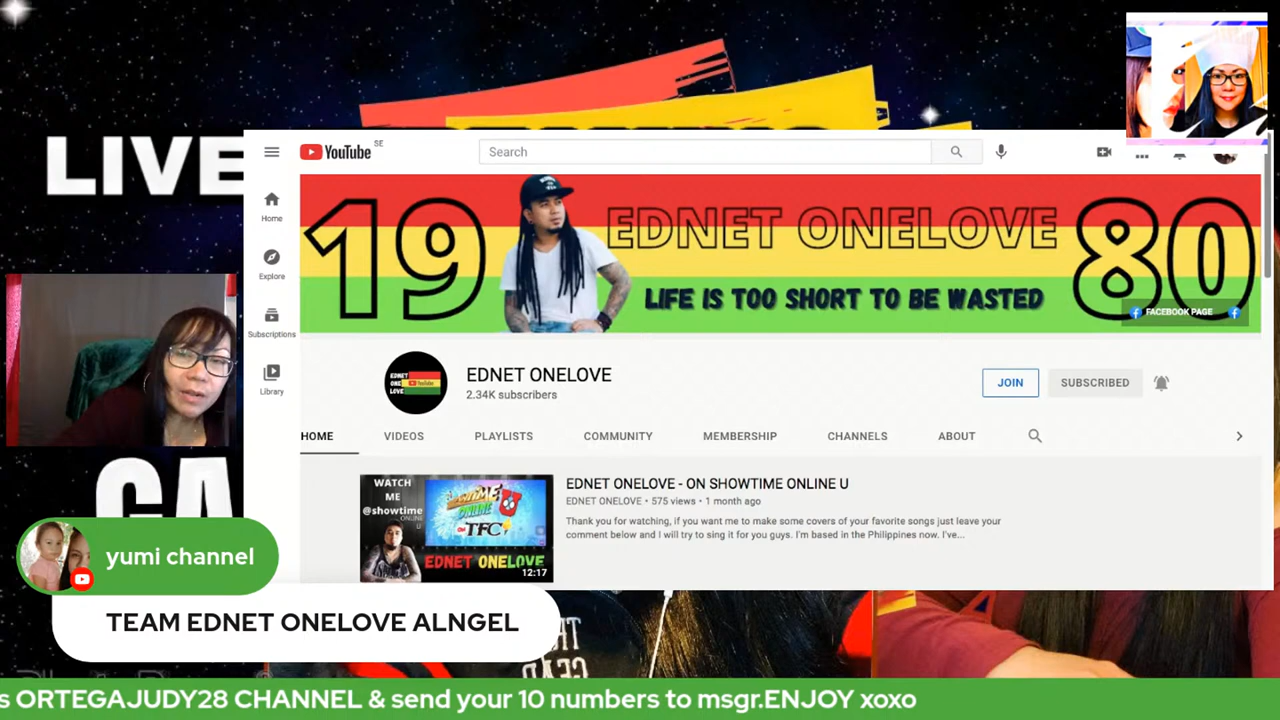 LIVE
YouTube SE
Search
Home
Explore
Subscriptions
Library
19 EDNET ONELOVE 80
LIFE IS TOO SHORT TO BE WASTED
FACEBOOK PAGE
EDNET ONELOVE
2.34K subscribers
JOIN
SUBSCRIBED
HOME VIDEOS PLAYLISTS COMMUNITY MEMBERSHIP CHANNELS ABOUT
WATCH
ME
@showtime
ONLINE
U
TFC
EDNET ONELOVE
12:17
EDNET ONELOVE - ON SHOWTIME ONLINE U
EDNET ONELOVE • 575 views • 1 month ago
Thank you for watching, if you want me to make some covers of your favorite songs just leave your
comment below and I will try to sing it for you guys. I'm based in the Philippines now. I've...
CA
yumi channel
TEAM EDNET ONELOVE ALNGEL
s ORTEGAJUDY28 CHANNEL & send your 10 numbers to msgr.ENJOY xoxo